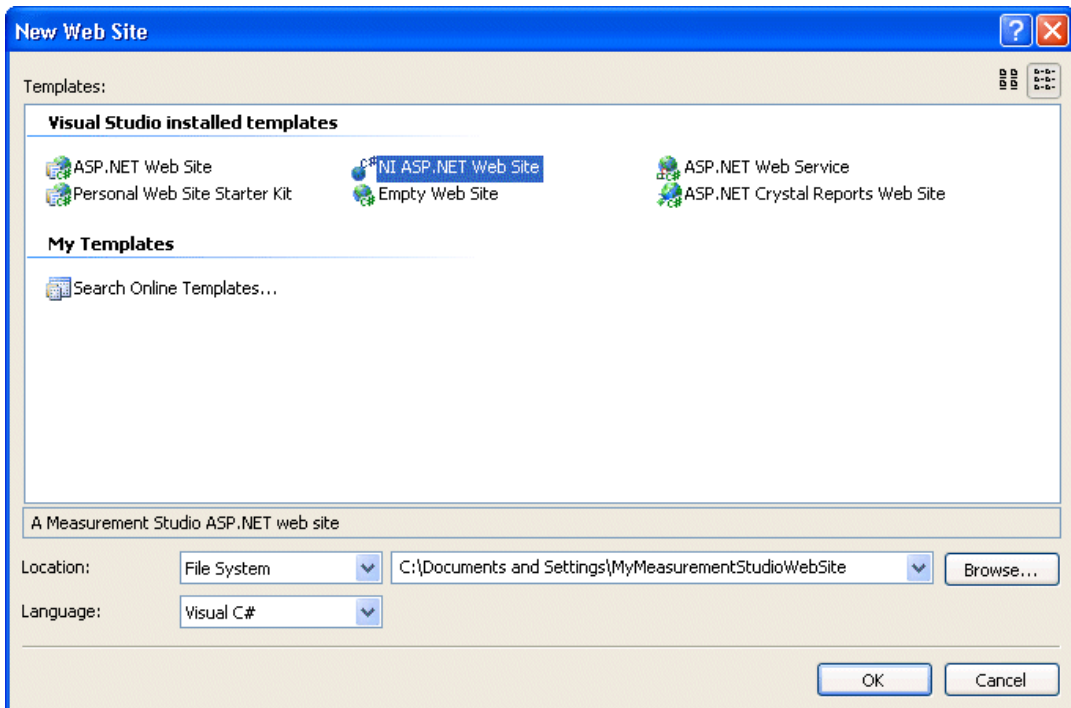 New Web Site
Templates:
Visual Studio installed templates
ASP.NET Web Site
NI ASP.NET Web Site
ASP.NET Web Service
Personal Web Site Starter Kit
Empty Web Site
ASP.NET Crystal Reports Web Site
My Templates
Search Online Templates...
A Measurement Studio ASP.NET web site
Location:
File System
C:\Documents and Settings\MyMeasurementStudioWebSite
Browse...
Language:
Visual C#
OK
Cancel